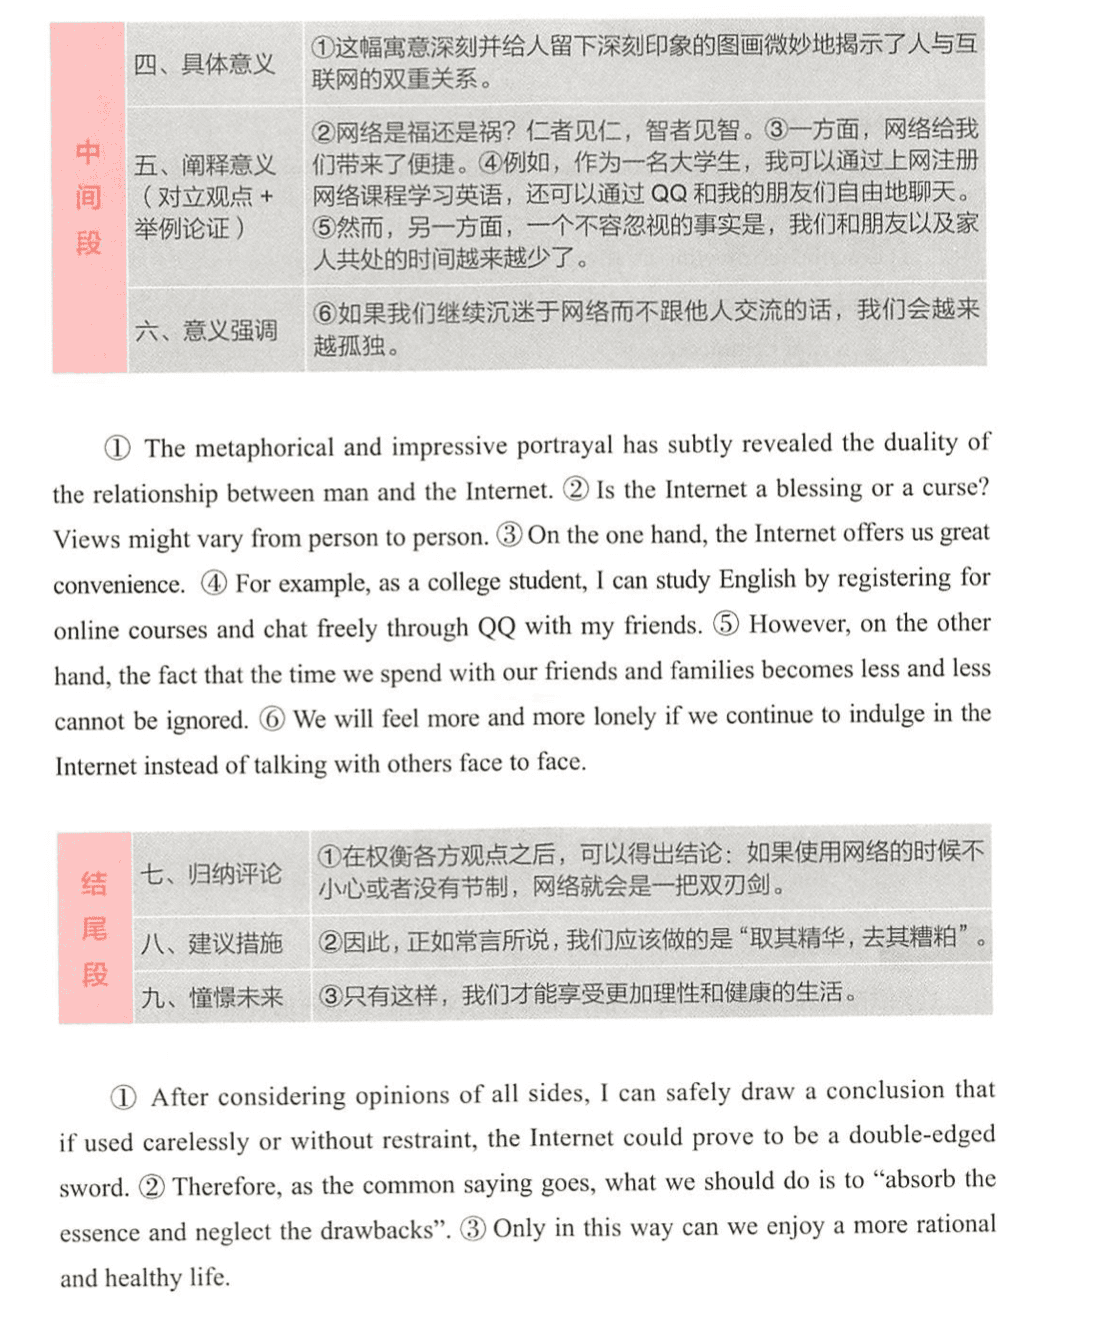 中
间
段
四、具体意义
①这幅寓意深刻并给人留下深刻印象的图画微妙地揭示了人与互
联网的双重关系。
五、阐释意义
（对立观点+
举例论证）
②网络是福还是祸？仁者见仁，智者见智。③一方面，网络给我
们带来了便捷。④例如，作为一名大学生，我可以通过上网注册
网络课程学习英语，还可以通过 QQ 和我的朋友们自由地聊天。
⑤然而，另一方面，一个不容忽视的事实是，我们和朋友以及家
人共处的时间越来越少了。
六、意义强调
⑥如果我们继续沉迷于网络而不跟他人交流的话，我们会越来
越孤独。
① The metaphorical and impressive portrayal has subtly revealed the duality of
the relationship between man and the Internet. ② Is the Internet a blessing or a curse?
Views might vary from person to person. ③ On the one hand, the Internet offers us great
convenience. ④ For example, as a college student, I can study English by registering for
online courses and chat freely through QQ with my friends. ⑤ However, on the other
hand, the fact that the time we spend with our friends and families becomes less and less
cannot be ignored. ⑥ We will feel more and more lonely if we continue to indulge in the
Internet instead of talking with others face to face.
结
尾
段
七、归纳评论
①在权衡各方观点之后，可以得出结论：如果使用网络的时候不
小心或者没有节制，网络就会是一把双刃剑。
八、建议措施
②因此，正如常言所说，我们应该做的是“取其精华，去其糟粕”。
九、憧憬未来
③只有这样，我们才能享受更加理性和健康的生活。
① After considering opinions of all sides, I can safely draw a conclusion that
if used carelessly or without restraint, the Internet could prove to be a double-edged
sword. ② Therefore, as the common saying goes, what we should do is to “absorb the
essence and neglect the drawbacks”. ③ Only in this way can we enjoy a more rational
and healthy life.